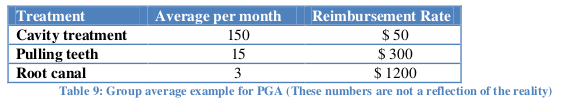 Treatment Average per month Reimbursement Rate
Cavity treatment 150 $ 50
Pulling teeth 15 $ 300
Root canal 3 $ 1200
Table 9: Group average example for PGA (These numbers are not a reflection of the reality)